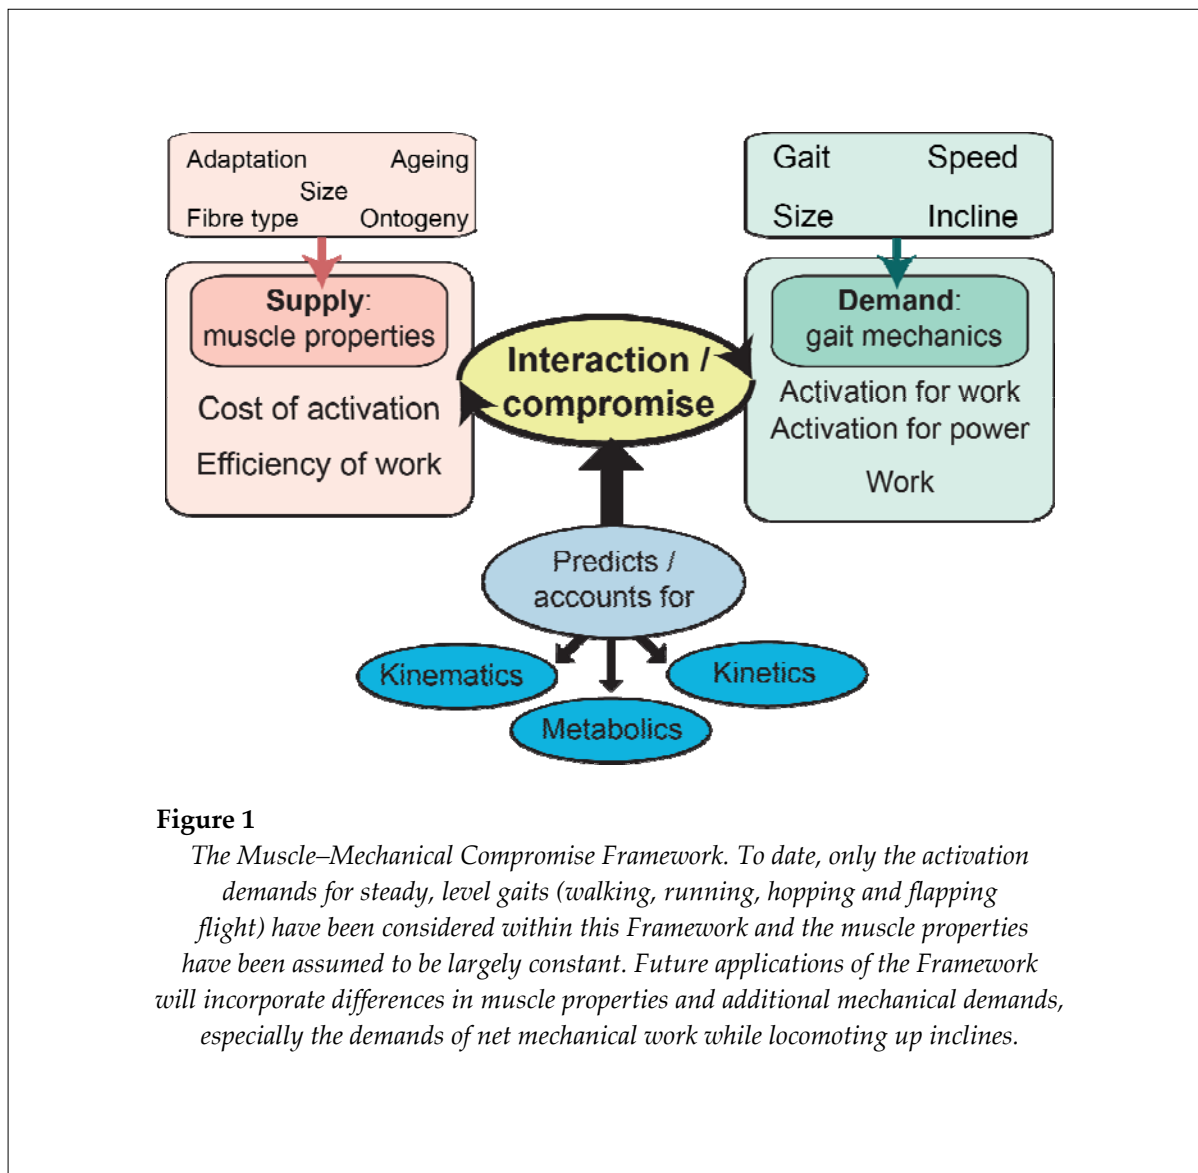 Adaptation Ageing
Size
Fibre type Ontogeny
Gait Speed
Size Incline
Supply:
muscle properties
Cost of activation
Efficiency of work
Interaction /
compromise
Demand:
gait mechanics
Activation for work
Activation for power
Work
Predicts /
accounts for
Kinematics
Kinetics
Metabolics
Figure 1
The Muscle–Mechanical Compromise Framework. To date, only the activation
demands for steady, level gaits (walking, running, hopping and flapping
flight) have been considered within this Framework and the muscle properties
have been assumed to be largely constant. Future applications of the Framework
will incorporate differences in muscle properties and additional mechanical demands,
especially the demands of net mechanical work while locomoting up inclines.